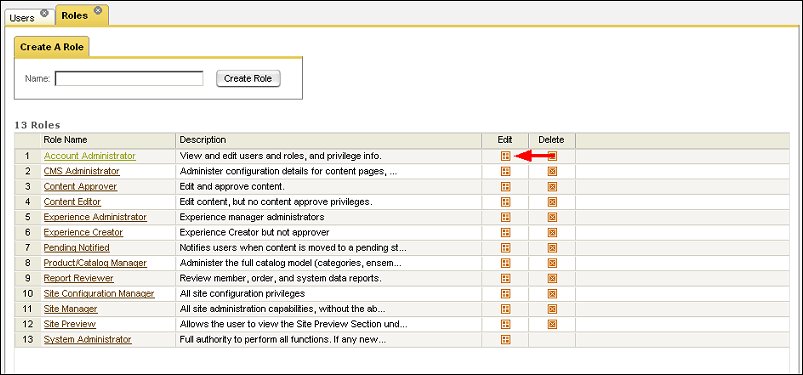 Users Roles
Create A Role
Name: Create Role
13 Roles
Role Name Description Edit Delete
1 Account Administrator View and edit users and roles, and privilege info.
2 CMS Administrator Administer configuration details for content pages, ...
3 Content Approver Edit and approve content.
4 Content Editor Edit content, but no content approve privileges.
5 Experience Administrator Experience manager administrators
6 Experience Creator Experience Creator but not approver
7 Pending Notified Notifies users when content is moved to a pending st...
8 Product/Catalog Manager Administer the full catalog model (categories, ensem...
9 Report Reviewer Review member, order, and system data reports.
10 Site Configuration Manager All site configuration privileges
11 Site Manager All site administration capabilities, without the ab...
12 Site Preview Allows the user to view the Site Preview Section und...
13 System Administrator Full authority to perform all functions. If any new...